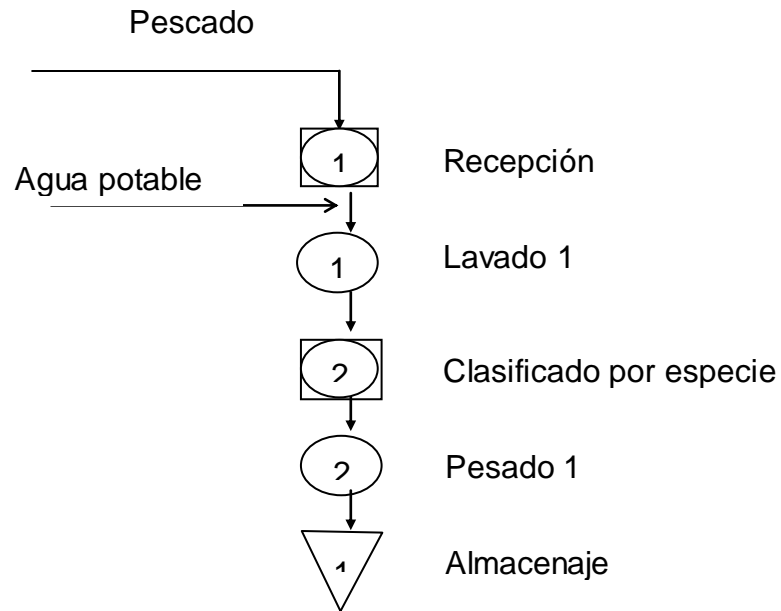 Pescado
1 Recepción
Agua potable
1 Lavado 1
2 Clasificado por especie
2 Pesado 1
1 Almacenaje